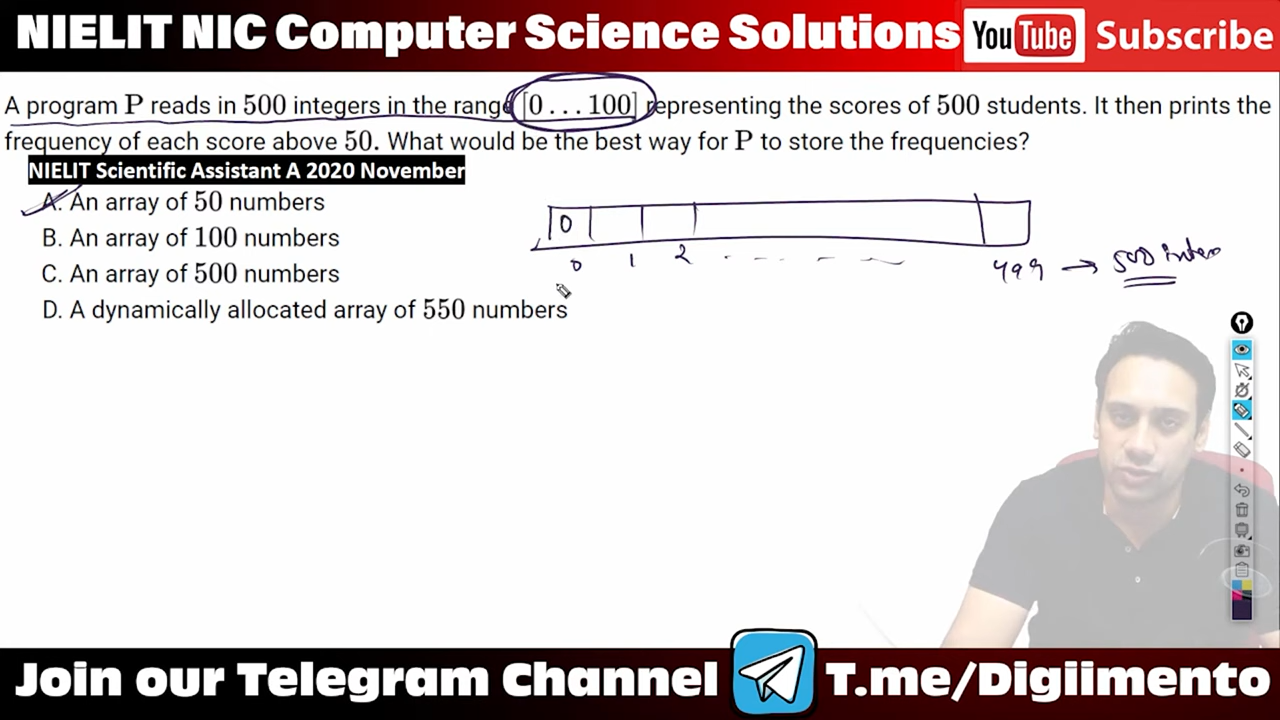 NIELIT NIC Computer Science Solutions YouTube Subscribe
A program P reads in 500 integers in the range [0...100] representing the scores of 500 students. It then prints the
frequency of each score above 50. What would be the best way for P to store the frequencies?
NIELIT Scientific Assistant A 2020 November
A. An array of 50 numbers
B. An array of 100 numbers
C. An array of 500 numbers
D. A dynamically allocated array of 550 numbers
0
0 1 2 499 → 500
Join our Telegram Channel T.me/Digiimento